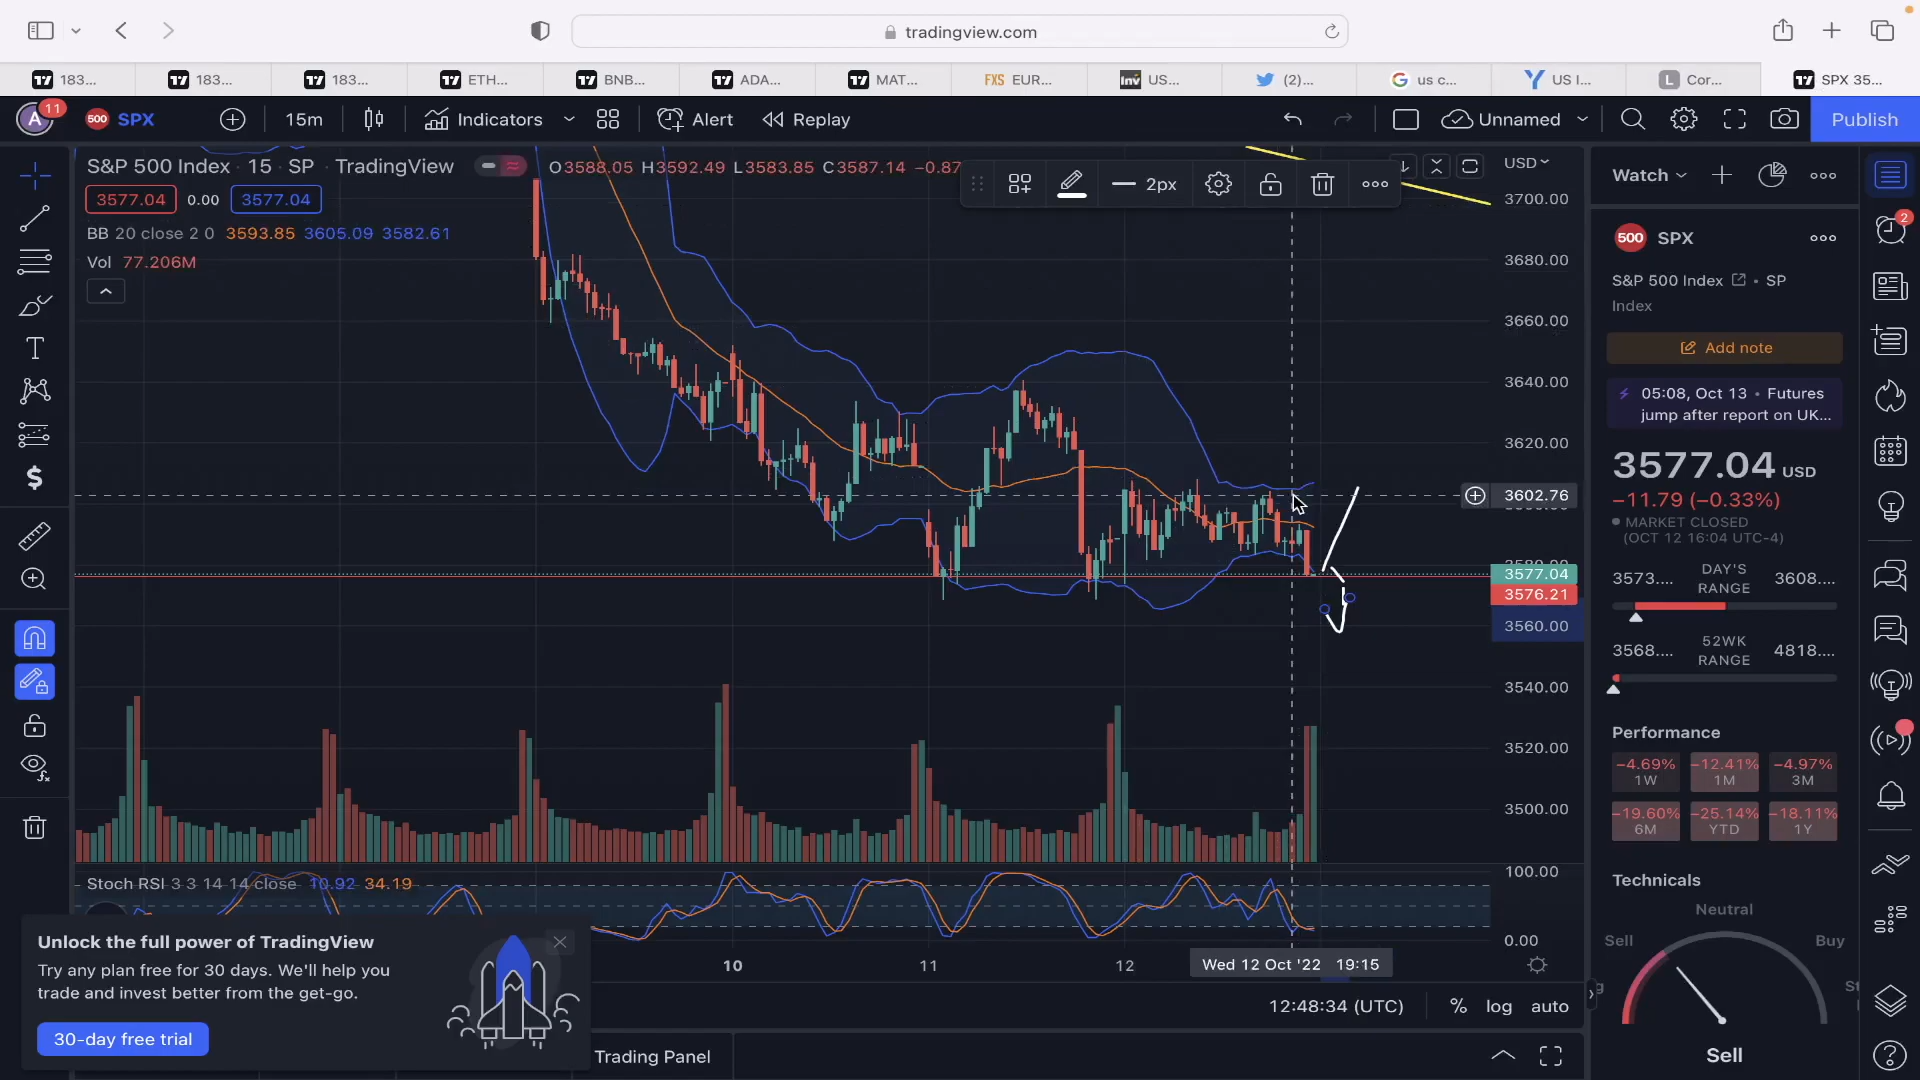 tradingview.com
183...
183...
183...
ETH...
BNB...
ADA...
MAT...
FXS EUR...
Inv US...
(2)...
us c...
US I...
L Cor...
SPX 35...
A 11
500 SPX
15m
Indicators
Alert
Replay
Unnamed
Publish
S&P 500 Index · 15 · SP · TradingView
O3588.05 H3592.49 L3583.85 C3587.14 −0.87
2px
USD
3577.04 0.00 3577.04
BB 20 close 2 0 3593.85 3605.09 3582.61
Vol 77.206M
3700.00
3680.00
3660.00
3640.00
3620.00
3602.76
3577.04
3576.21
3560.00
3540.00
3520.00
3500.00
Stoch RSI 3 3 14 14 close 10.92 34.19
100.00
0.00
10
11
12
Wed 12 Oct '22 19:15
12:48:34 (UTC)
%
log
auto
Trading Panel
Unlock the full power of TradingView
Try any plan free for 30 days. We'll help you
trade and invest better from the get-go.
30-day free trial
Watch
500 SPX
S&P 500 Index • SP
Index
Add note
05:08, Oct 13 • Futures
jump after report on UK...
3577.04 USD
−11.79 (−0.33%)
MARKET CLOSED
(OCT 12 16:04 UTC-4)
3573.... DAY'S RANGE 3608....
3568.... 52WK RANGE 4818....
Performance
−4.69% 1W
−12.41% 1M
−4.97% 3M
−19.60% 6M
−25.14% YTD
−18.11% 1Y
Technicals
Neutral
Sell
Buy
Sell
2